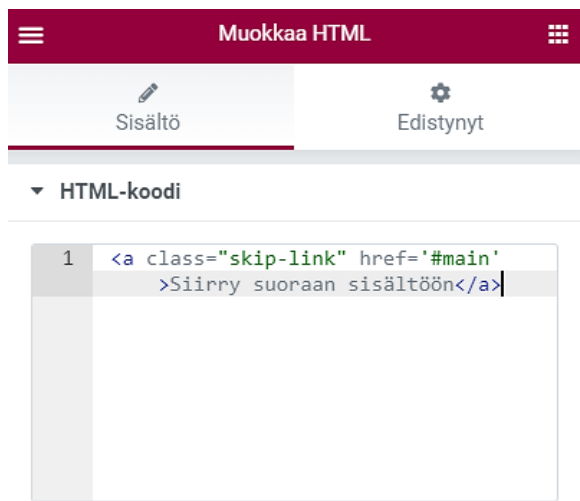 Muokkaa HTML
Sisältö Edistynyt
HTML-koodi
1 <a class="skip-link" href='#main'
>Siirry suoraan sisältöön</a>